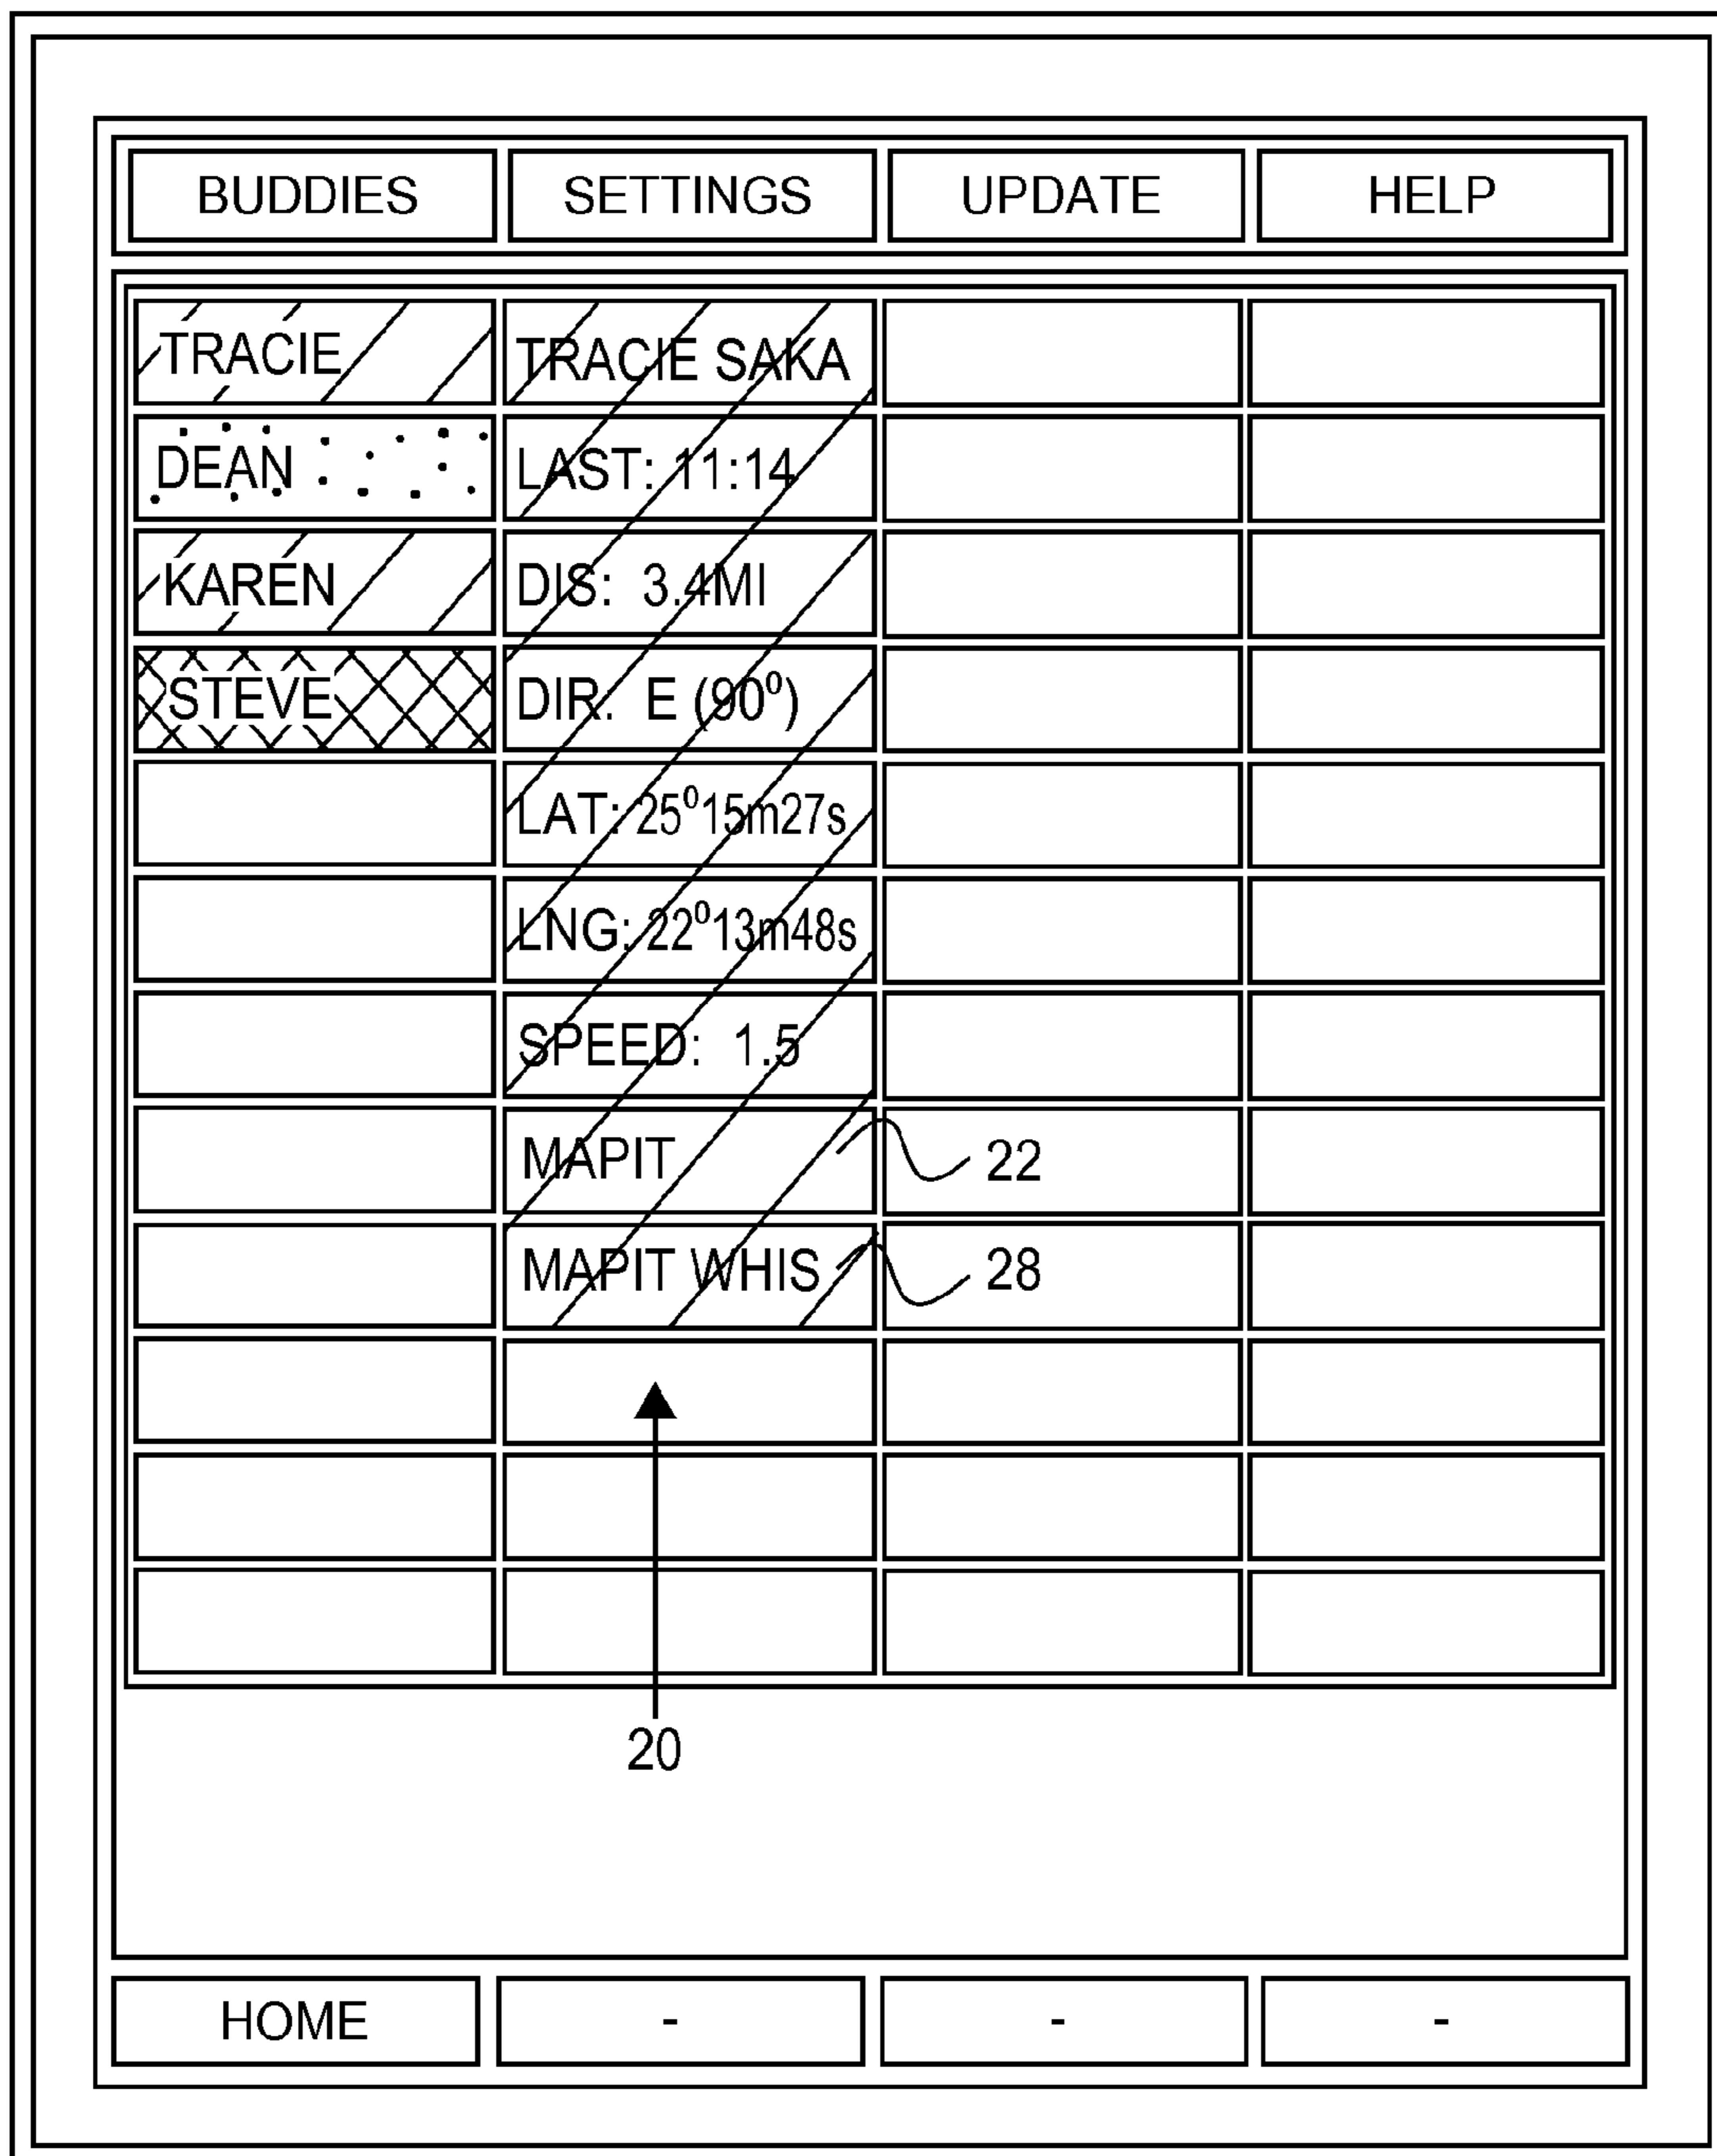 BUDDIES SETTINGS UPDATE HELP
TRACIE TRACIE SAKA
DEAN LAST: 11:14
KAREN DIS: 3.4MI
STEVE DIR: E (90⁰)
LAT: 25⁰15m27s
LNG: 22⁰13m48s
SPEED: 1.5
MAPIT 22
MAPIT WHIS 28
20
HOME - - -